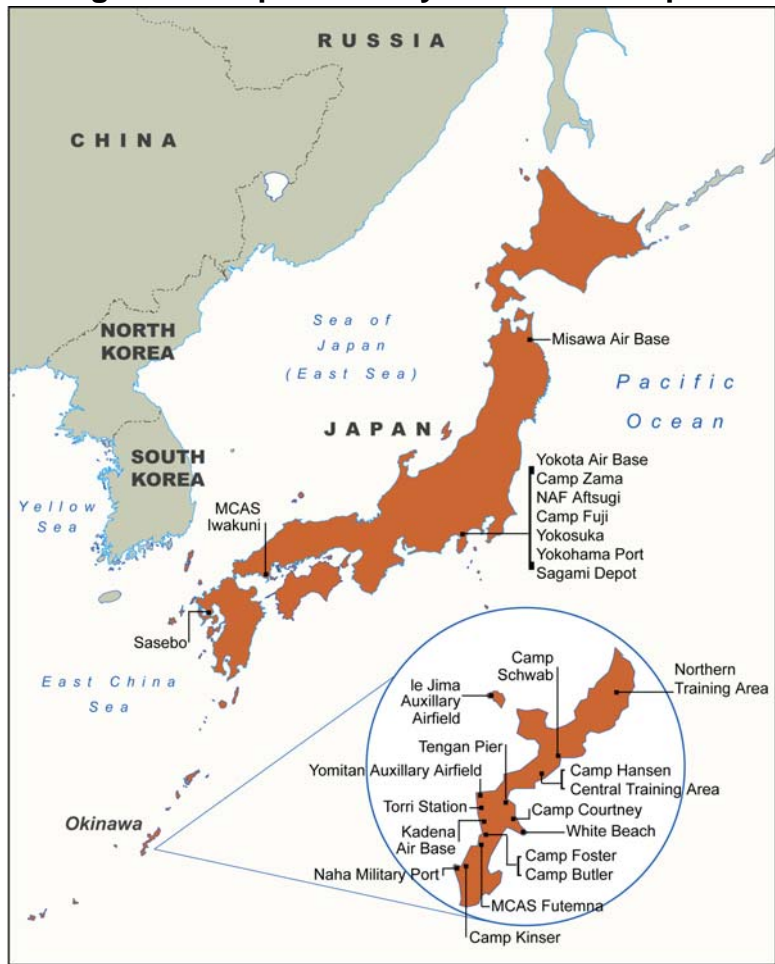 RUSSIA
CHINA
NORTH
KOREA
Sea of
Japan
(East Sea)
Misawa Air Base
Pacific
Ocean
JAPAN
SOUTH
KOREA
Yellow
Sea
MCAS
Iwakuni
Yokota Air Base
Camp Zama
NAF Aftsugi
Camp Fuji
Yokosuka
Yokohama Port
Sagami Depot
Sasebo
East China
Sea
Okinawa
Camp
Schwab
Northern
Training Area
Ie Jima
Auxillary
Airfield
Tengan Pier
Yomitan Auxillary Airfield
Camp Hansen
Central Training Area
Torri Station
Camp Courtney
Kadena
Air Base
White Beach
Camp Foster
Camp Butler
Naha Military Port
MCAS Futemna
Camp Kinser